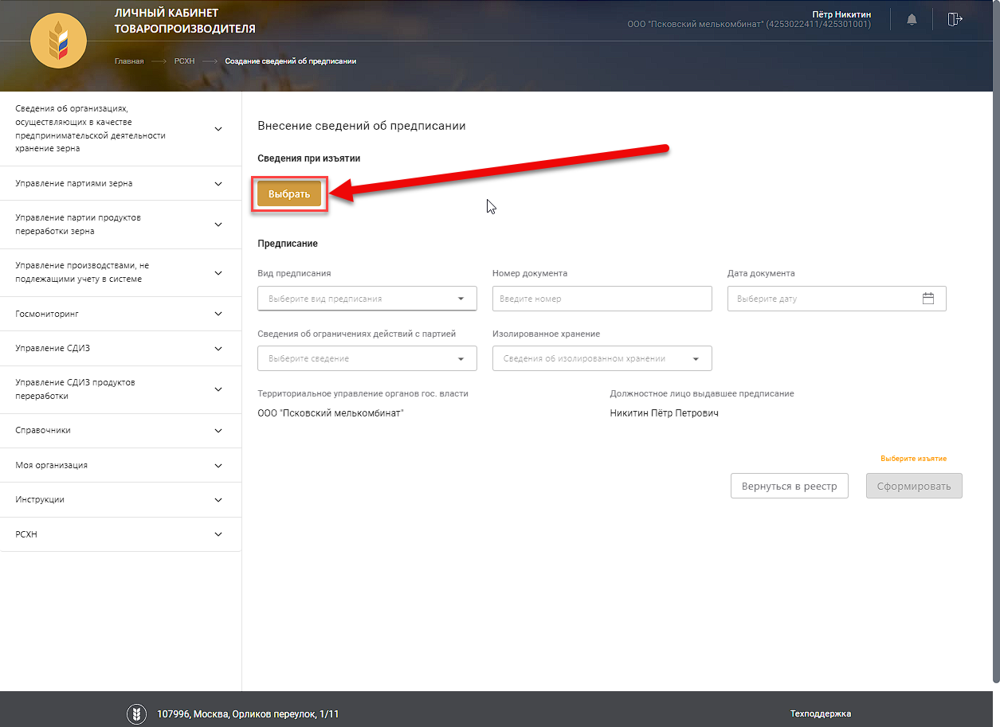 ЛИЧНЫЙ КАБИНЕТ
ТОВАРОПРОИЗВОДИТЕЛЯ
Пётр Никитин
ООО "Псковский мелькомбинат" (4253022411/425301001)
Главная РСХН Создание сведений об предписании
Сведения об организациях,
осуществляющих в качестве
предпринимательской деятельности
хранение зерна
Управление партиями зерна
Управление партии продуктов
переработки зерна
Управление производствами, не
подлежащими учету в системе
Госмониторинг
Управление СДИЗ
Управление СДИЗ продуктов
переработки
Справочники
Моя организация
Инструкции
РСХН
Внесение сведений об предписании
Сведения при изъятии
Выбрать
Предписание
Вид предписания Номер документа Дата документа
Выберите вид предписания Введите номер Выберите дату
Сведения об ограничениях действий с партией Изолированное хранение
Выберите сведение Сведения об изолированном хранении
Территориальное управление органов гос. власти Должностное лицо выдавшее предписание
ООО "Псковский мелькомбинат" Никитин Пётр Петрович
Выберите изъятие
Вернуться в реестр Сформировать
107996, Москва, Орликов переулок, 1/11 Техподдержка